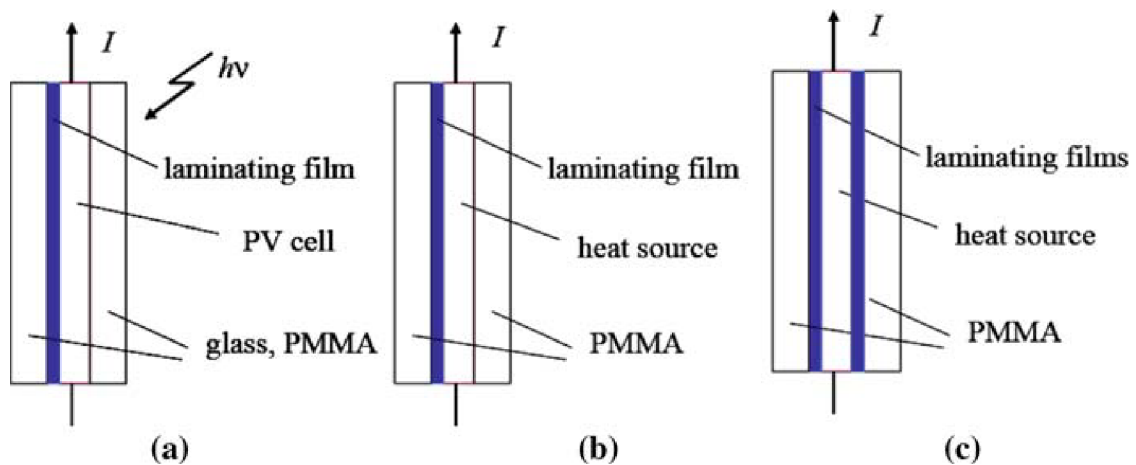 I
hν
laminating film
PV cell
glass, PMMA
(a)
I
laminating film
heat source
PMMA
(b)
I
laminating films
heat source
PMMA
(c)